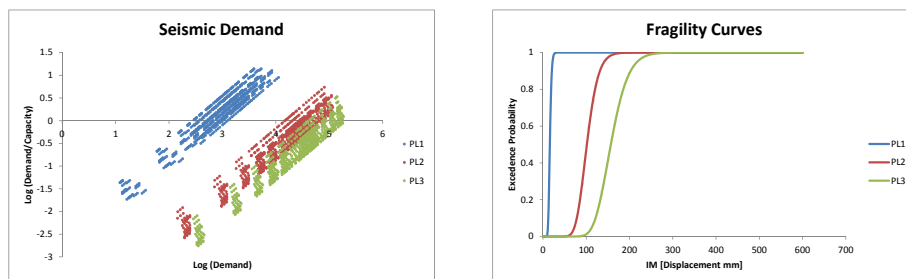 Seismic Demand
Log (Demand/Capacity)
1.5
1
0.5
0
-0.5
-1
-1.5
-2
-2.5
-3
0
1
2
3
4
5
6
Log (Demand)
PL1
PL2
PL3
Fragility Curves
Excedence Probability
1
0.8
0.6
0.4
0.2
0
0
100
200
300
400
500
600
700
IM [Displacement mm]
PL1
PL2
PL3